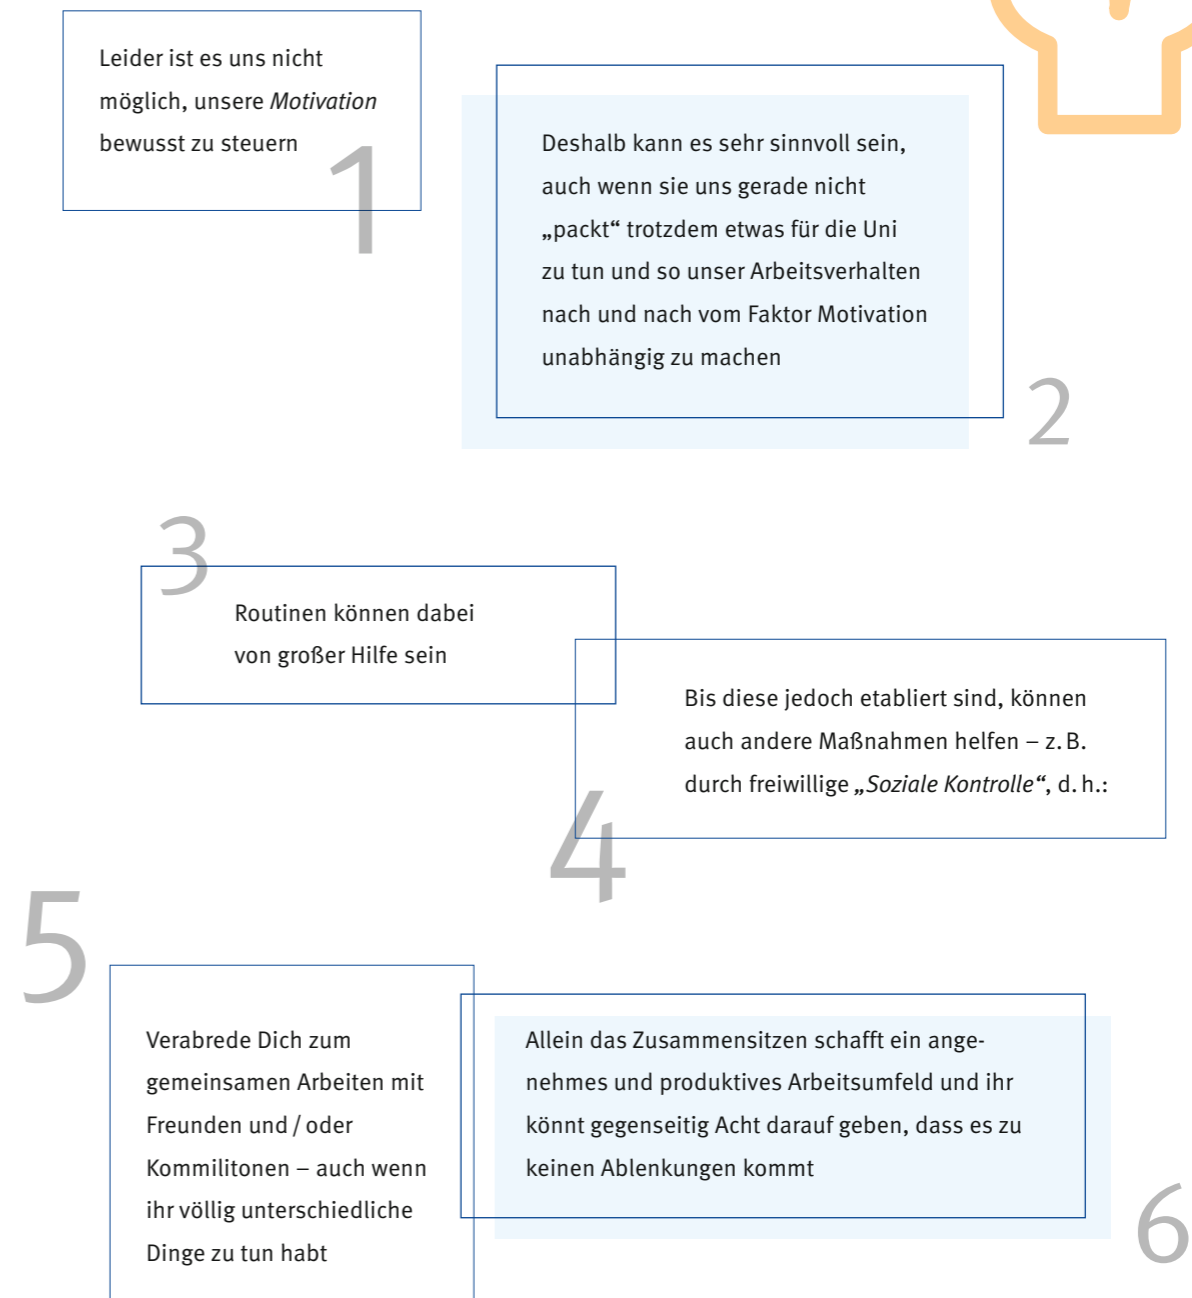 Leider ist es uns nicht
möglich, unsere Motivation
bewusst zu steuern
1
Deshalb kann es sehr sinnvoll sein,
auch wenn sie uns gerade nicht
„packt“ trotzdem etwas für die Uni
zu tun und so unser Arbeitsverhalten
nach und nach vom Faktor Motivation
unabhängig zu machen
2
3
Routinen können dabei
von großer Hilfe sein
Bis diese jedoch etabliert sind, können
auch andere Maßnahmen helfen – z. B.
durch freiwillige „Soziale Kontrolle“, d. h.:
4
5
Verabrede Dich zum
gemeinsamen Arbeiten mit
Freunden und / oder
Kommilitonen – auch wenn
ihr völlig unterschiedliche
Dinge zu tun habt
Allein das Zusammensitzen schafft ein ange-
nehmes und produktives Arbeitsumfeld und ihr
könnt gegenseitig Acht darauf geben, dass es zu
keinen Ablenkungen kommt
6